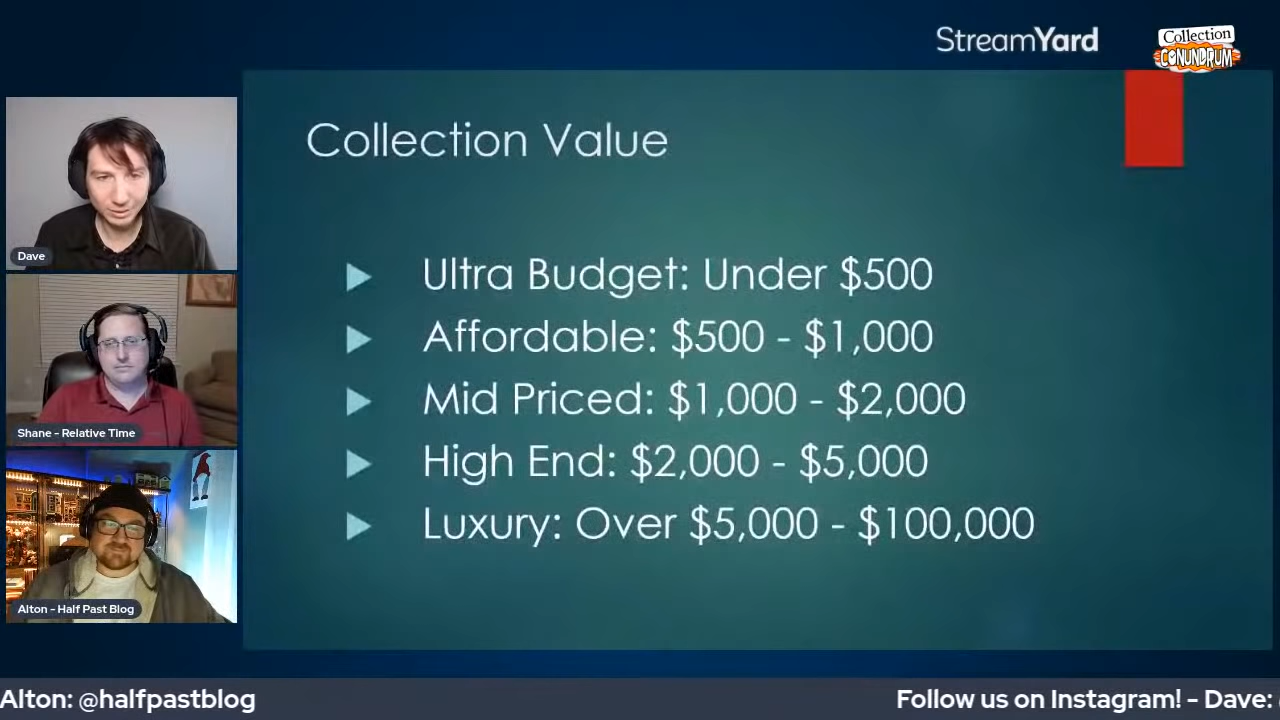 StreamYard
Collection
CONUNDRUM
Collection Value
Ultra Budget: Under $500
Affordable: $500 - $1,000
Mid Priced: $1,000 - $2,000
High End: $2,000 - $5,000
Luxury: Over $5,000 - $100,000
Dave
Shane - Relative Time
Alton - Half Past Blog
Alton: @halfpastblog
Follow us on Instagram! - Dave: